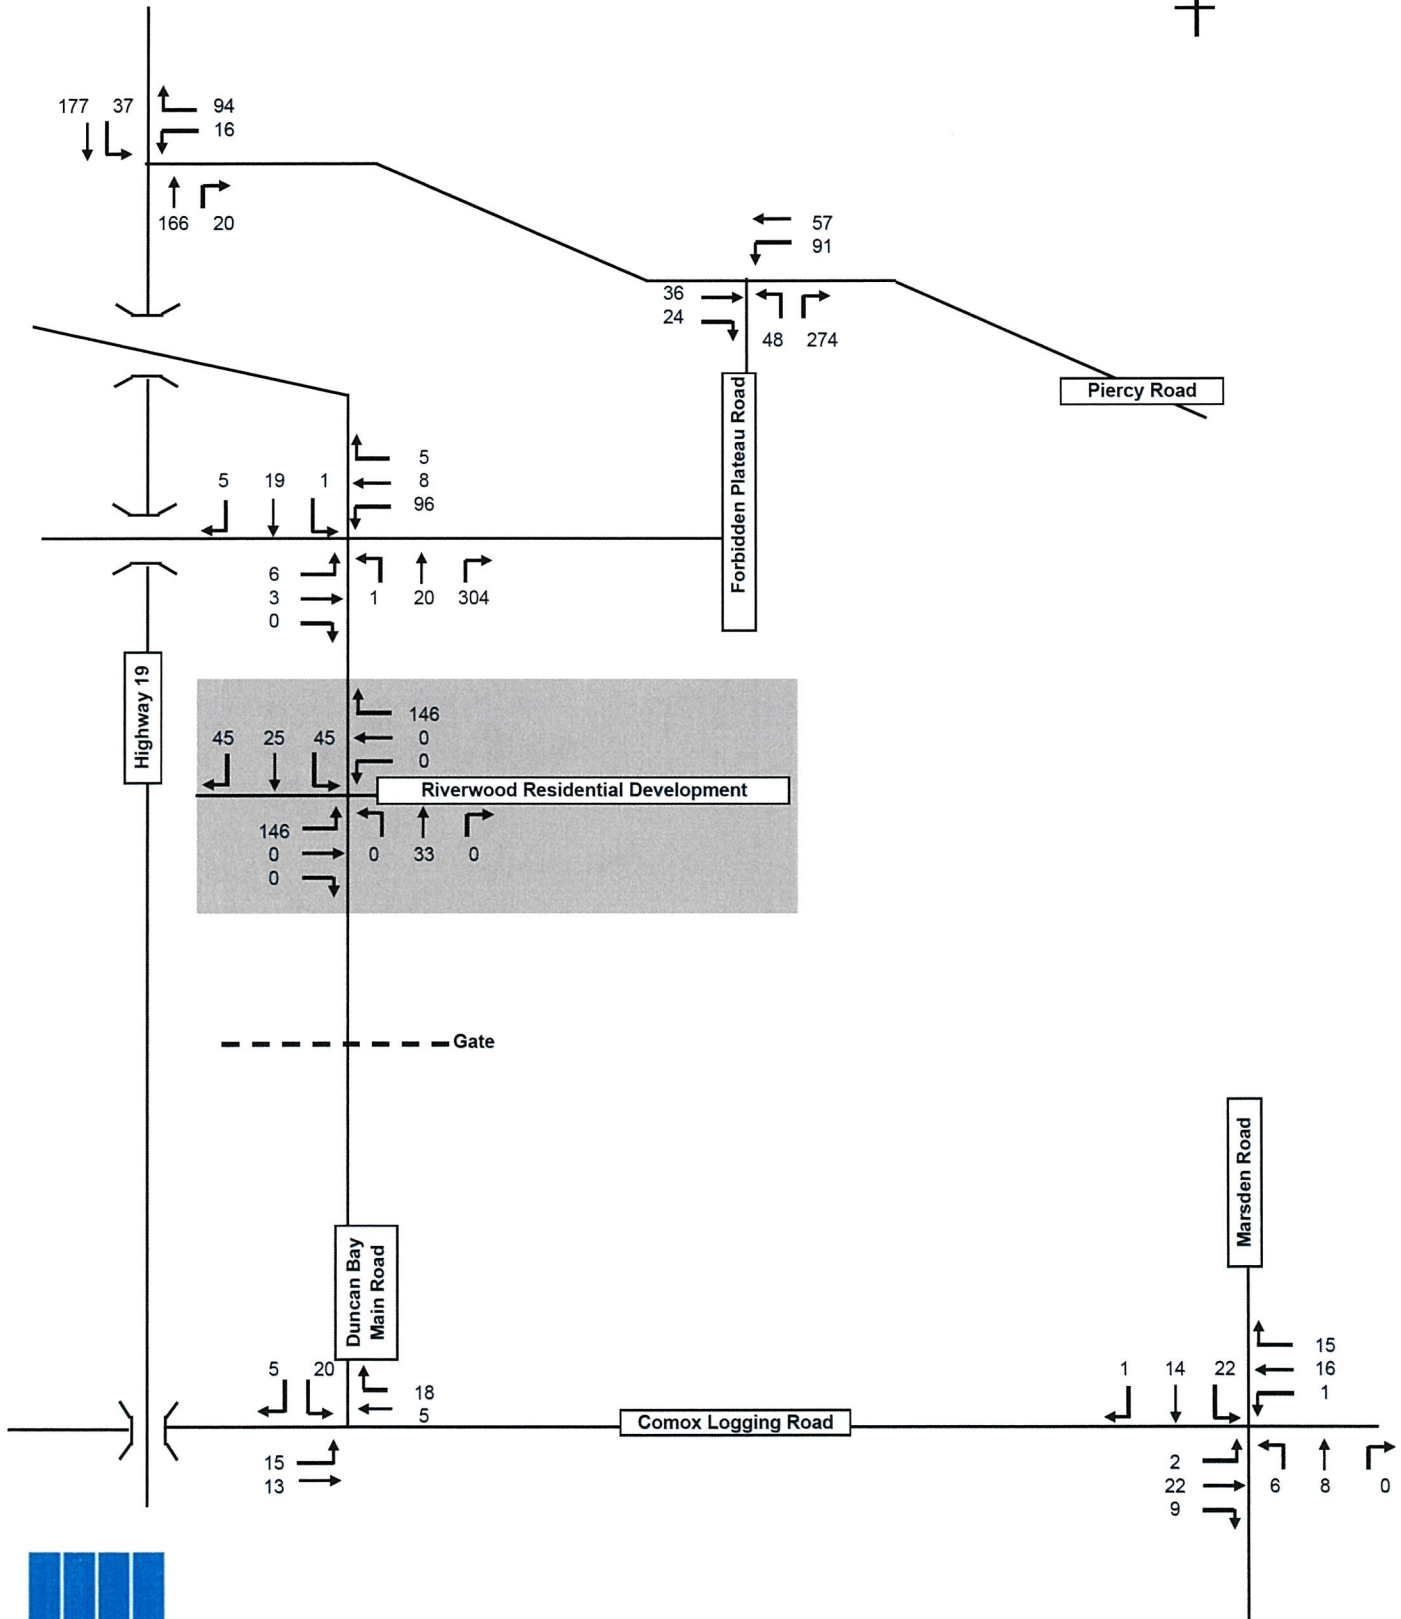 177 37 94
16
166 20
57
91
36
24
48 274
Piercy Road
Forbidden Plateau Road
5
5 19 1 8
96
6
3 1 20 304
0
Highway 19
146
45 25 45 0
0
Riverwood Residential Development
146
0 0 33 0
0
Gate
Marsden Road
Duncan Bay
Main Road
15
5 20 1 14 22 16
18 1
5
Comox Logging Road
15 2
13 22 6 8 0
9